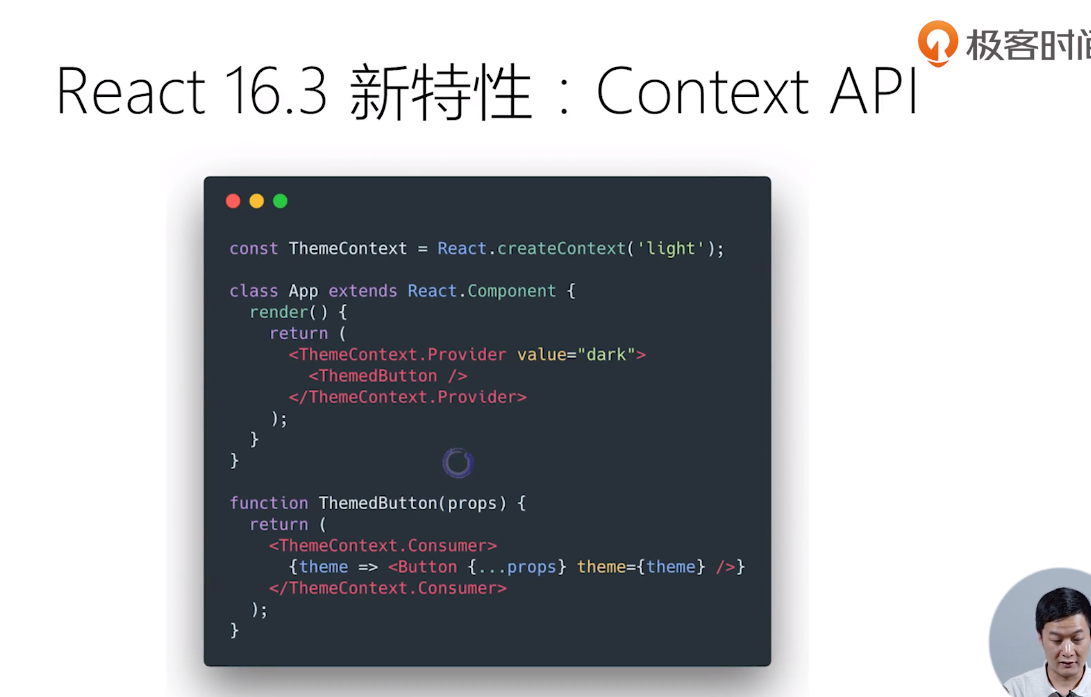 极客时间
React 16.3 新特性：Context API
const ThemeContext = React.createContext('light');
class App extends React.Component {
render() {
return (
<ThemeContext.Provider value="dark">
<ThemedButton />
</ThemeContext.Provider>
);
}
}
function ThemedButton(props) {
return (
<ThemeContext.Consumer>
{theme => <Button {...props} theme={theme} />}
</ThemeContext.Consumer>
);
}